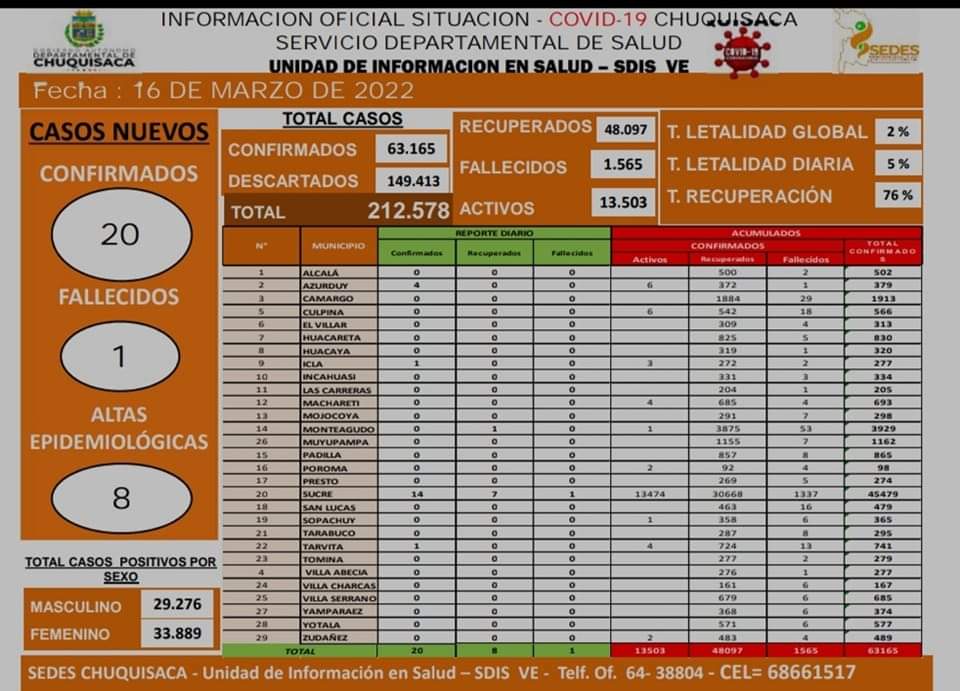 GOBIERNO AUTÓNOMO
DEPARTAMENTAL DE
CHUQUISACA
INFORMACION OFICIAL SITUACION - COVID-19 CHUQUISACA
SERVICIO DEPARTAMENTAL DE SALUD
UNIDAD DE INFORMACION EN SALUD – SDIS VE
COVID-19
SEDES
Fecha : 16 DE MARZO DE 2022
CASOS NUEVOS
CONFIRMADOS
20
FALLECIDOS
1
ALTAS
EPIDEMIOLÓGICAS
8
TOTAL CASOS POSITIVOS POR
SEXO
MASCULINO 29.276
FEMENINO 33.889
TOTAL CASOS
CONFIRMADOS 63.165
DESCARTADOS 149.413
TOTAL 212.578
RECUPERADOS 48.097
FALLECIDOS 1.565
ACTIVOS 13.503
T. LETALIDAD GLOBAL 2 %
T. LETALIDAD DIARIA 5 %
T. RECUPERACIÓN 76 %
REPORTE DIARIO ACUMULADOS
N° MUNICIPIO Confirmados Recuperados Fallecidos CONFIRMADOS TOTAL CONFIRMADO S
Activos Recuperados Fallecidos
1 ALCALÁ 0 0 0 500 2 502
2 AZURDUY 4 0 0 6 372 1 379
3 CAMARGO 0 0 0 1884 29 1913
5 CULPINA 0 0 0 6 542 18 566
6 EL VILLAR 0 0 0 309 4 313
7 HUACARETA 0 0 0 825 5 830
8 HUACAYA 0 0 0 319 1 320
9 ICLA 1 0 0 3 272 2 277
10 INCAHUASI 0 0 0 331 3 334
11 LAS CARRERAS 0 0 0 204 1 205
12 MACHARETI 0 0 0 4 685 4 693
13 MOJOCOYA 0 0 0 291 7 298
14 MONTEAGUDO 0 1 0 1 3875 53 3929
26 MUYUPAMPA 0 0 0 1155 7 1162
15 PADILLA 0 0 0 857 8 865
16 POROMA 0 0 0 2 92 4 98
17 PRESTO 0 0 0 269 5 274
20 SUCRE 14 7 1 13474 30668 1337 45479
18 SAN LUCAS 0 0 0 463 16 479
19 SOPACHUY 0 0 0 1 358 6 365
21 TARABUCO 0 0 0 287 8 295
22 TARVITA 1 0 0 4 724 13 741
23 TOMINA 0 0 0 277 2 279
4 VILLA ABECIA 0 0 0 276 1 277
24 VILLA CHARCAS 0 0 0 161 6 167
25 VILLA SERRANO 0 0 0 679 6 685
27 YAMPARAEZ 0 0 0 368 6 374
28 YOTALA 0 0 0 571 6 577
29 ZUDAÑEZ 0 0 0 2 483 4 489
TOTAL 20 8 1 13503 48097 1565 63165
SEDES CHUQUISACA - Unidad de Información en Salud – SDIS VE - Telf. Of. 64- 38804 - CEL= 68661517